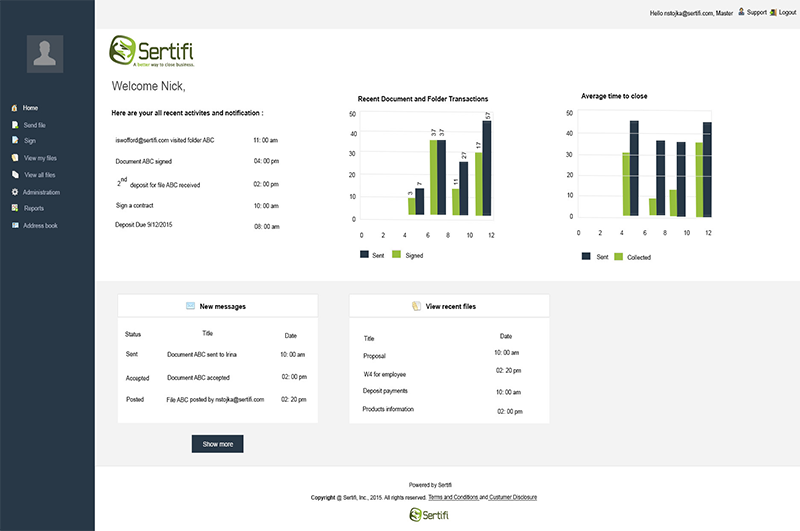 Hello nstojka@sertifi.com, Master Support Logout
Sertifi
A better way to close business.
Home
Send file
Sign
View my files
View all files
Administratiom
Reports
Address book
Welcome Nick,
Here are your all recent activites and notification :
iswofford@sertifi.com visited folder ABC 11: 00 am
Document ABC signed 04: 00 pm
2nd deposit for file ABC received 02: 00 pm
Sign a contract 10: 00 am
Deposit Due 9/12/2015 08: 00 am
Recent Document and Folder Transactions
50
40
30
20
10
0
3 7 37 37 11 27 17 57
0 2 4 6 8 10 12
Sent Signed
Average time to close
50
40
30
20
10
0
0 2 4 6 8 10 12
Sent Collected
New messages
Status Title Date
Sent Document ABC sent to Irina 10: 00 am
Accepted Document ABC accepted 02: 00 pm
Posted File ABC posted by nstojka@sertifi.com 02: 20 pm
Show more
View recent files
Title Date
Proposal 10: 00 am
W4 for employee 02: 20 pm
Deposit payments 10: 00 am
Products information 02: 00 pm
Powered by Sertifi
Copyright @ Sertifi, Inc., 2015. All rights reserved. Terms and Conditions and Custumer Disclosure
Sertifi